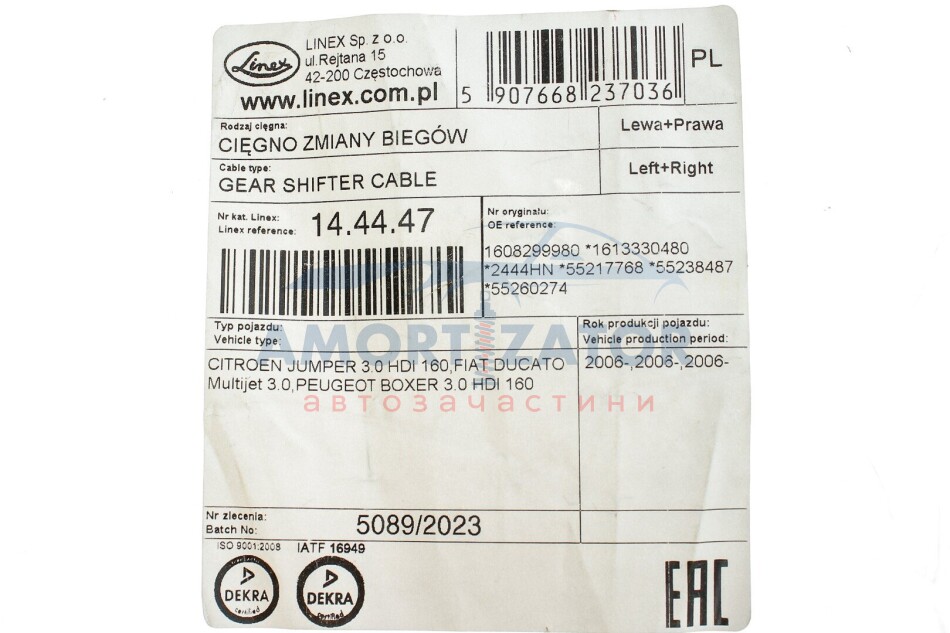 Linex
LINEX Sp. z o.o.
ul.Rejtana 15
42-200 Częstochowa
www.linex.com.pl
5 907668 237036
PL
Rodzaj cięgna:
CIĘGNO ZMIANY BIEGÓW
Lewa+Prawa
Cable type:
GEAR SHIFTER CABLE
Left+Right
Nr kat. Linex:
Linex reference:
14.44.47
Nr oryginału:
OE reference:
1608299980 *1613330480
*2444HN *55217768 *55238487
*55260274
AMORTIZATOR
автозачастини
Typ pojazdu:
Vehicle type:
Rok produkcji pojazdu:
Vehicle production period:
CITROEN JUMPER 3.0 HDI 160,FIAT DUCATO
Multijet 3.0,PEUGEOT BOXER 3.0 HDI 160
2006-,2006-,2006-
Nr zlecenia:
Batch No:
5089/2023
ISO 9001:2008
IATF 16949
DEKRA
certified
DEKRA
certified
EAC